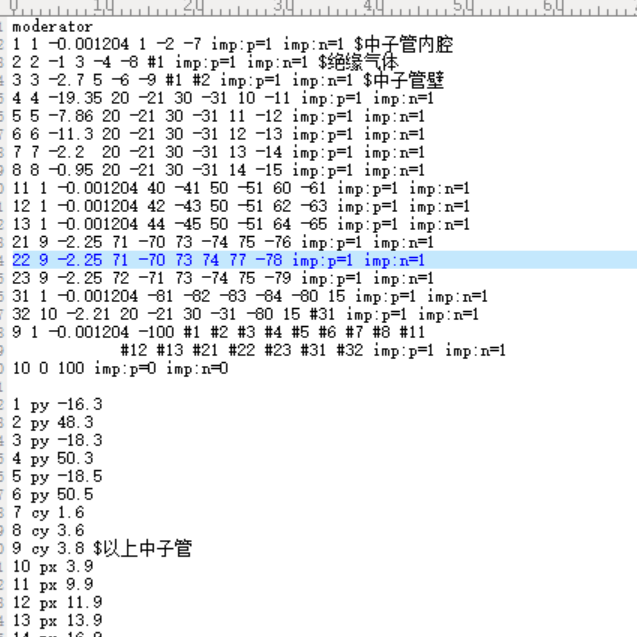 0 10 20 30 40 50 60
moderator
1 1 -0.001204 1 -2 -7 imp:p=1 imp:n=1 $中子管内腔
2 2 -1 3 -4 -8 #1 imp:p=1 imp:n=1 $绝缘气体
3 3 -2.7 5 -6 -9 #1 #2 imp:p=1 imp:n=1 $中子管壁
4 4 -19.35 20 -21 30 -31 10 -11 imp:p=1 imp:n=1
5 5 -7.86 20 -21 30 -31 11 -12 imp:p=1 imp:n=1
6 6 -11.3 20 -21 30 -31 12 -13 imp:p=1 imp:n=1
7 7 -2.2  20 -21 30 -31 13 -14 imp:p=1 imp:n=1
8 8 -0.95 20 -21 30 -31 14 -15 imp:p=1 imp:n=1
11 1 -0.001204 40 -41 50 -51 60 -61 imp:p=1 imp:n=1
12 1 -0.001204 42 -43 50 -51 62 -63 imp:p=1 imp:n=1
13 1 -0.001204 44 -45 50 -51 64 -65 imp:p=1 imp:n=1
21 9 -2.25 71 -70 73 -74 75 -76 imp:p=1 imp:n=1
22 9 -2.25 71 -70 73 74 77 -78 imp:p=1 imp:n=1
23 9 -2.25 72 -71 73 -74 75 -79 imp:p=1 imp:n=1
31 1 -0.001204 -81 -82 -83 -84 -80 15 imp:p=1 imp:n=1
32 10 -2.21 20 -21 30 -31 -80 15 #31 imp:p=1 imp:n=1
9 1 -0.001204 -100 #1 #2 #3 #4 #5 #6 #7 #8 #11
#12 #13 #21 #22 #23 #31 #32 imp:p=1 imp:n=1
10 0 100 imp:p=0 imp:n=0
1 py -16.3
2 py 48.3
3 py -18.3
4 py 50.3
5 py -18.5
6 py 50.5
7 cy 1.6
8 cy 3.6
9 cy 3.8 $以上中子管
10 px 3.9
11 px 9.9
12 px 11.9
13 px 13.9
14 px 16.9